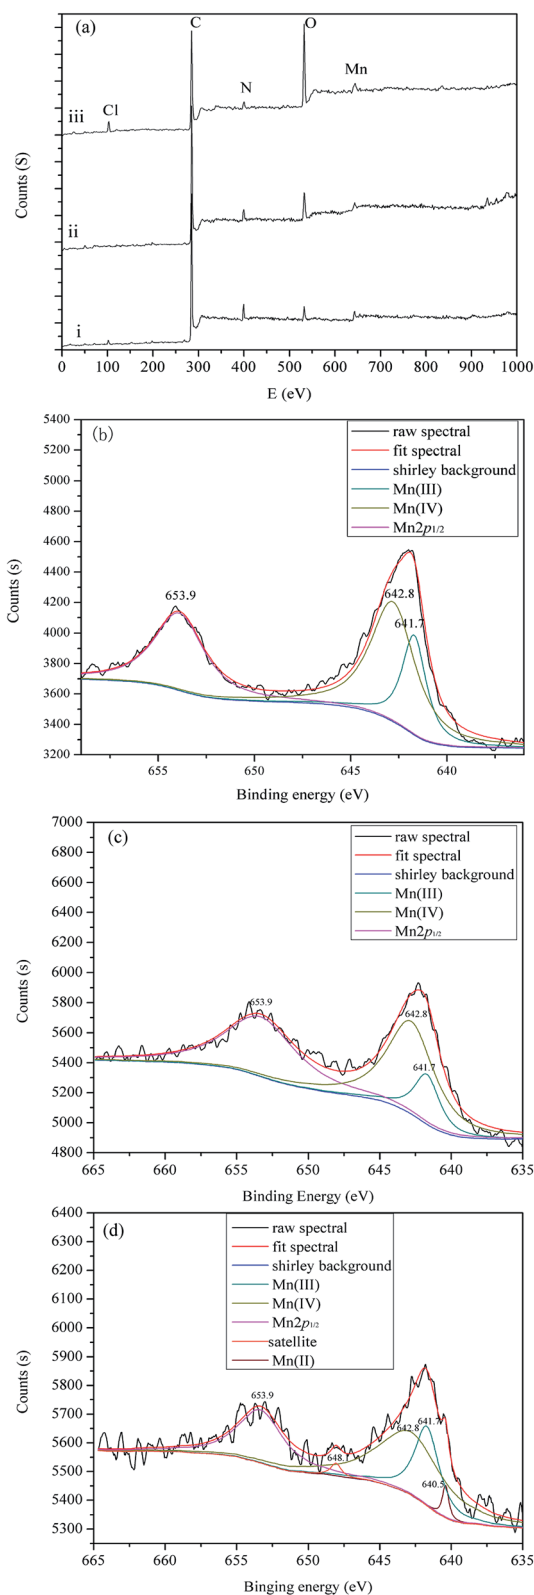 (a)
C
O
Mn
N
Cl
iii
ii
i
Counts (S)
0 100 200 300 400 500 600 700 800 900 1000
E (eV)
(b)
raw spectral
fit spectral
shirley background
Mn(III)
Mn(IV)
Mn2p1/2
5400
5200
5000
4800
4600
4400
4200
4000
3800
3600
3400
3200
Counts (s)
653.9
642.8
641.7
655 650 645 640
Binding energy (eV)
(c)
raw spectral
fit spectral
shirley background
Mn(III)
Mn(IV)
Mn2p1/2
7000
6800
6600
6400
6200
6000
5800
5600
5400
5200
5000
4800
Counts (s)
653.9
642.8
641.7
665 660 655 650 645 640 635
Binding Energy (eV)
(d)
raw spectral
fit spectral
shirley background
Mn(III)
Mn(IV)
Mn2p1/2
satellite
Mn(II)
6400
6300
6200
6100
6000
5900
5800
5700
5600
5500
5400
5300
Counts (s)
653.9
648.1
642.8
641.7
640.5
665 660 655 650 645 640 635
Binging energy (eV)